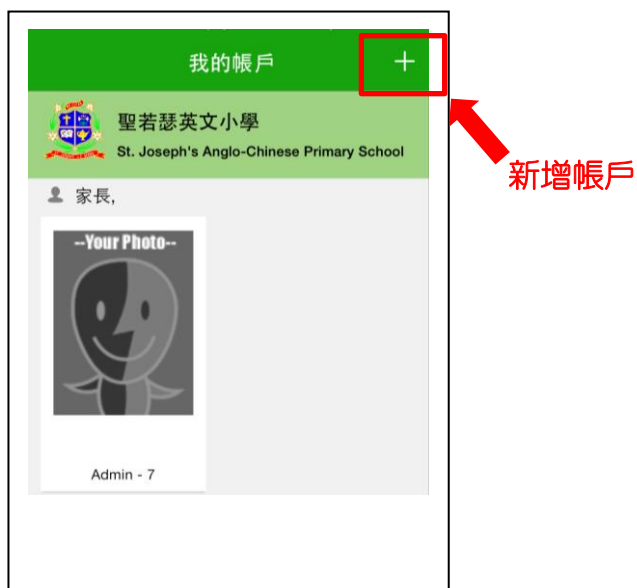 我的帳戶 +
聖若瑟英文小學
St. Joseph's Anglo-Chinese Primary School
新增帳戶
家長,
--Your Photo--
Admin - 7